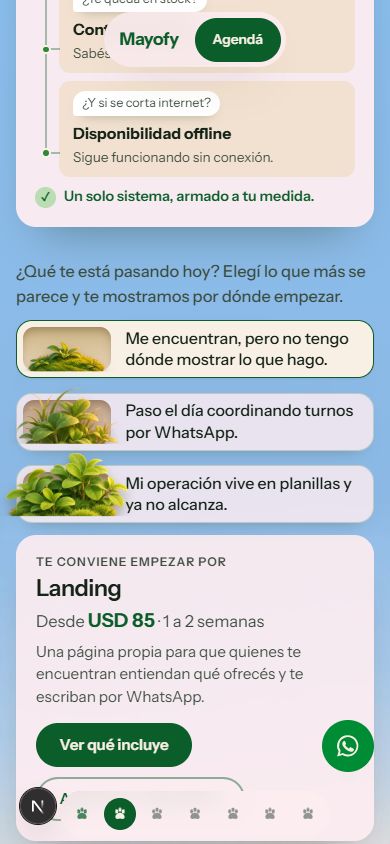 Mayofy
Agendá
¿Y si se corta internet?
Disponibilidad offline
Sigue funcionando sin conexión.
✓ Un solo sistema, armado a tu medida.
¿Qué te está pasando hoy? Elegí lo que más se
parece y te mostramos por dónde empezar.
Me encuentran, pero no tengo
dónde mostrar lo que hago.
Paso el día coordinando turnos
por WhatsApp.
Mi operación vive en planillas y
ya no alcanza.
TE CONVIENE EMPEZAR POR
Landing
Desde USD 85 · 1 a 2 semanas
Una página propia para que quienes te
encuentran entiendan qué ofrecés y te
escriban por WhatsApp.
Ver qué incluye
N